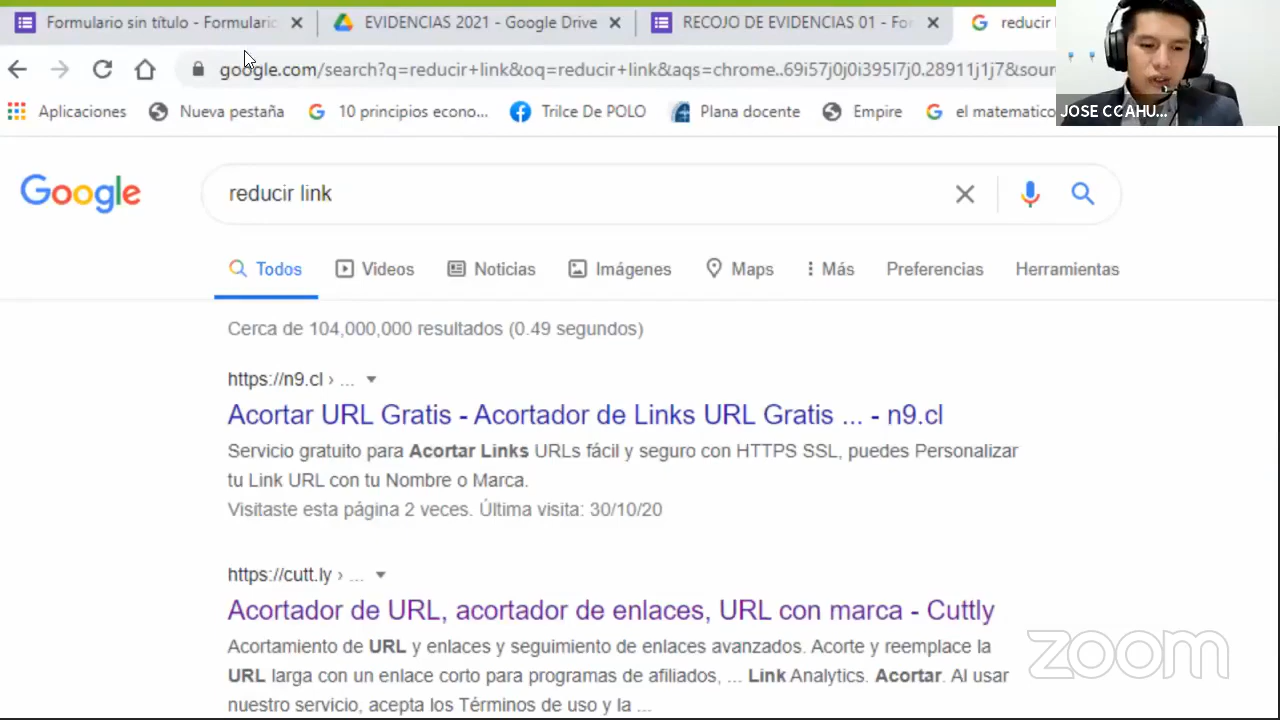 Formulario sin título - Formulario
EVIDENCIAS 2021 - Google Drive
RECOJO DE EVIDENCIAS 01 - For
reducir l
google.com/search?q=reducir+link&oq=reducir+link&aqs=chrome..69i57j0j0i395l7j0.28911j1j7&sour
JOSE CCAHU...
Aplicaciones
Nueva pestaña
10 principios econo...
Trilce De POLO
Plana docente
Empire
el matematico
Google
reducir link
Todos
Videos
Noticias
Imágenes
Maps
Más
Preferencias
Herramientas
Cerca de 104,000,000 resultados (0.49 segundos)
https://n9.cl › ...
Acortar URL Gratis - Acortador de Links URL Gratis ... - n9.cl
Servicio gratuito para Acortar Links URLs fácil y seguro con HTTPS SSL, puedes Personalizar
tu Link URL con tu Nombre o Marca.
Visitaste esta página 2 veces. Última visita: 30/10/20
https://cutt.ly › ...
Acortador de URL, acortador de enlaces, URL con marca - Cuttly
Acortamiento de URL y enlaces y seguimiento de enlaces avanzados. Acorte y reemplace la
URL larga con un enlace corto para programas de afiliados, ... Link Analytics. Acortar. Al usar
nuestro servicio, acepta los Términos de uso y la ...
zoom